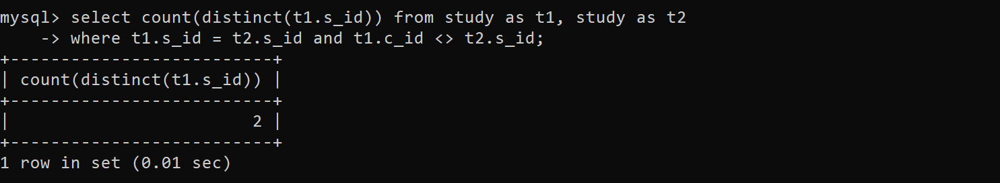 mysql> select count(distinct(t1.s_id)) from study as t1, study as t2
    -> where t1.s_id = t2.s_id and t1.c_id <> t2.s_id;
+--------------------------+
| count(distinct(t1.s_id)) |
+--------------------------+
|                        2 |
+--------------------------+
1 row in set (0.01 sec)